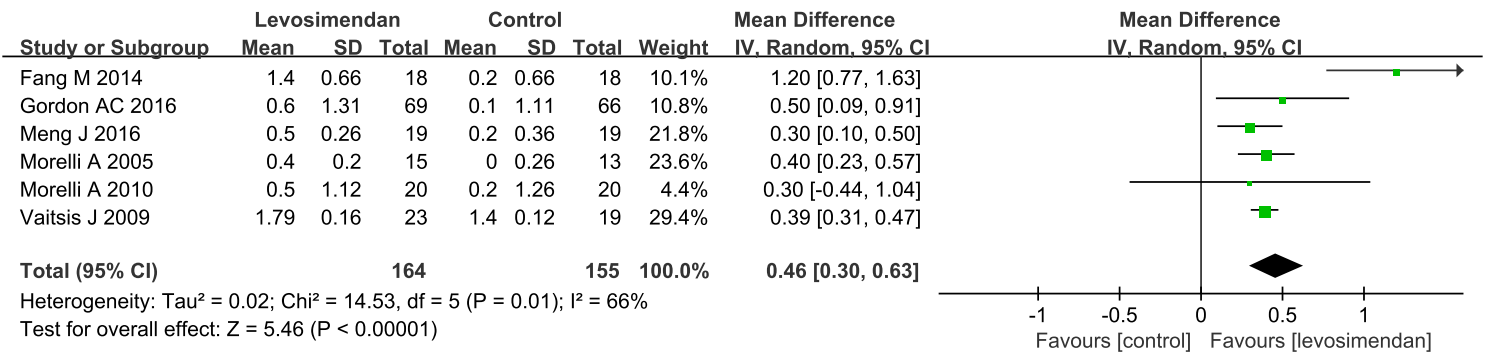 Levosimendan Control Mean Difference Mean Difference
Study or Subgroup Mean SD Total Mean SD Total Weight IV, Random, 95% CI IV, Random, 95% CI
Fang M 2014 1.4 0.66 18 0.2 0.66 18 10.1% 1.20 [0.77, 1.63]
Gordon AC 2016 0.6 1.31 69 0.1 1.11 66 10.8% 0.50 [0.09, 0.91]
Meng J 2016 0.5 0.26 19 0.2 0.36 19 21.8% 0.30 [0.10, 0.50]
Morelli A 2005 0.4 0.2 15 0 0.26 13 23.6% 0.40 [0.23, 0.57]
Morelli A 2010 0.5 1.12 20 0.2 1.26 20 4.4% 0.30 [-0.44, 1.04]
Vaitsis J 2009 1.79 0.16 23 1.4 0.12 19 29.4% 0.39 [0.31, 0.47]
Total (95% CI) 164 155 100.0% 0.46 [0.30, 0.63]
Heterogeneity: Tau² = 0.02; Chi² = 14.53, df = 5 (P = 0.01); I² = 66%
Test for overall effect: Z = 5.46 (P < 0.00001)
-1 -0.5 0 0.5 1
Favours [control] Favours [levosimendan]